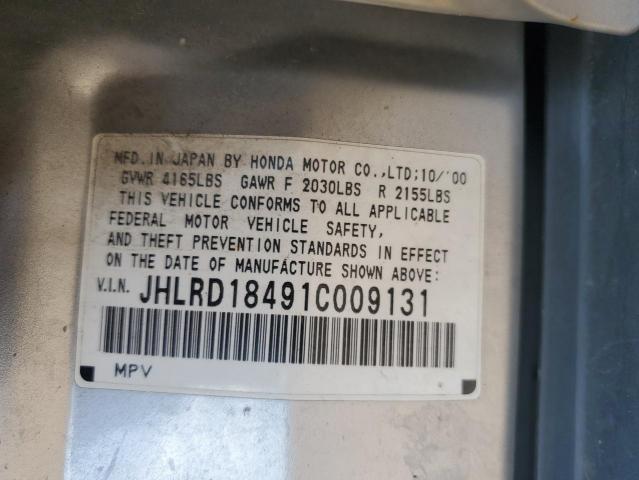 MFD. IN JAPAN BY HONDA MOTOR CO.,LTD;10/'00
GVWR 4165LBS GAWR F 2030LBS R 2155LBS
THIS VEHICLE CONFORMS TO ALL APPLICABLE
FEDERAL MOTOR VEHICLE SAFETY,
AND THEFT PREVENTION STANDARDS IN EFFECT
ON THE DATE OF MANUFACTURE SHOWN ABOVE:
V.I.N. JHLRD18491C009131
MPV